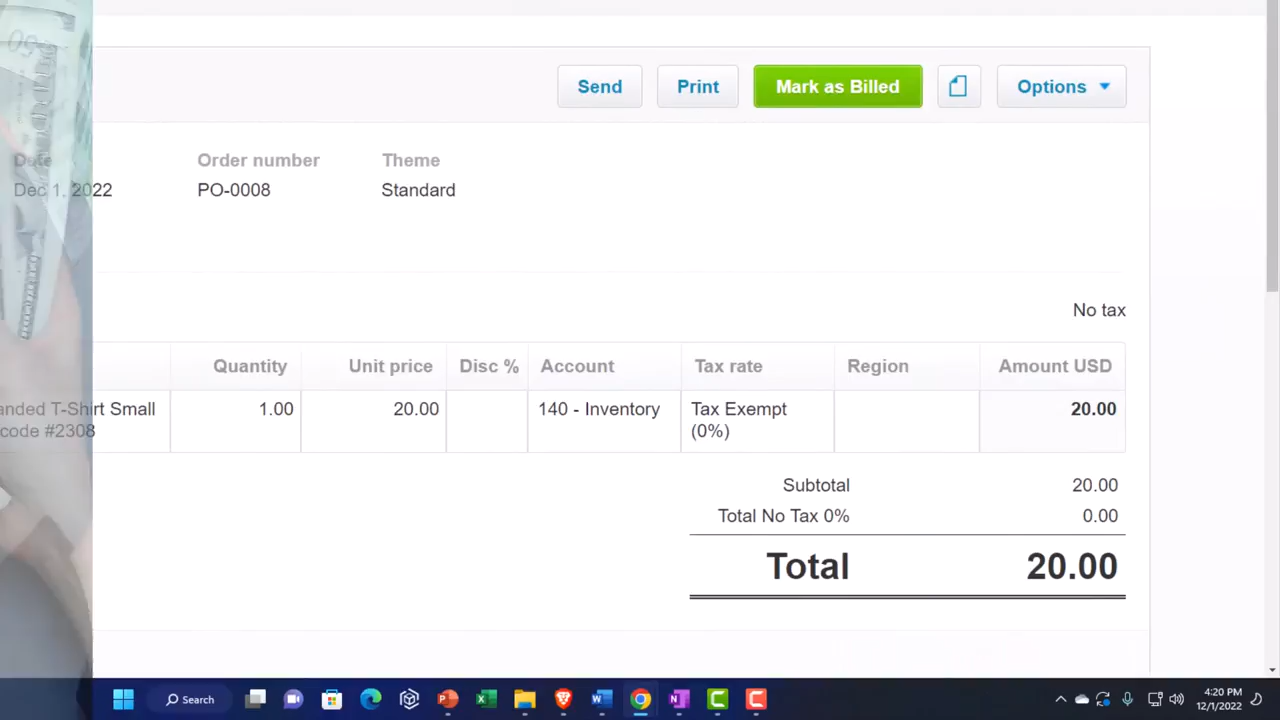 Send Print Mark as Billed Options
Date Order number Theme
Dec 1, 2022 PO-0008 Standard
No tax
Quantity Unit price Disc % Account Tax rate Region Amount USD
anded T-Shirt Small 1.00 20.00 140 - Inventory Tax Exempt 20.00
code #2308 (0%)
Subtotal 20.00
Total No Tax 0% 0.00
Total 20.00
Search 4:20 PM
12/1/2022